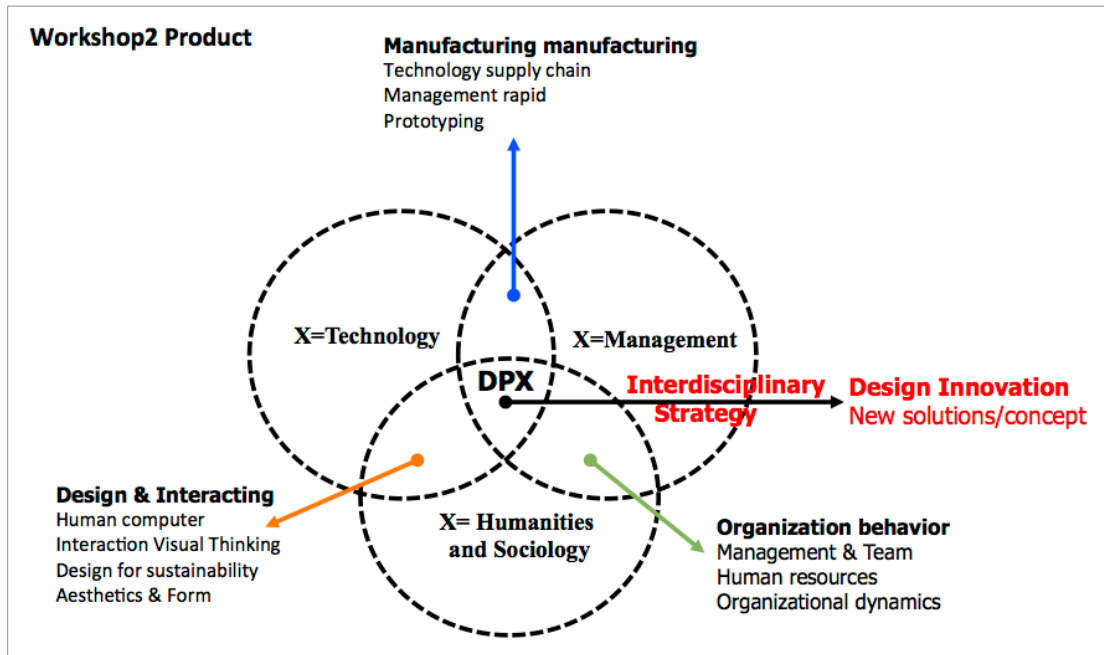 Workshop2 Product
Manufacturing manufacturing
Technology supply chain
Management rapid
Prototyping
X=Technology
X=Management
DPX
Interdisciplinary
Strategy
Design Innovation
New solutions/concept
Design & Interacting
Human computer
Interaction Visual Thinking
Design for sustainability
Aesthetics & Form
X= Humanities
and Sociology
Organization behavior
Management & Team
Human resources
Organizational dynamics